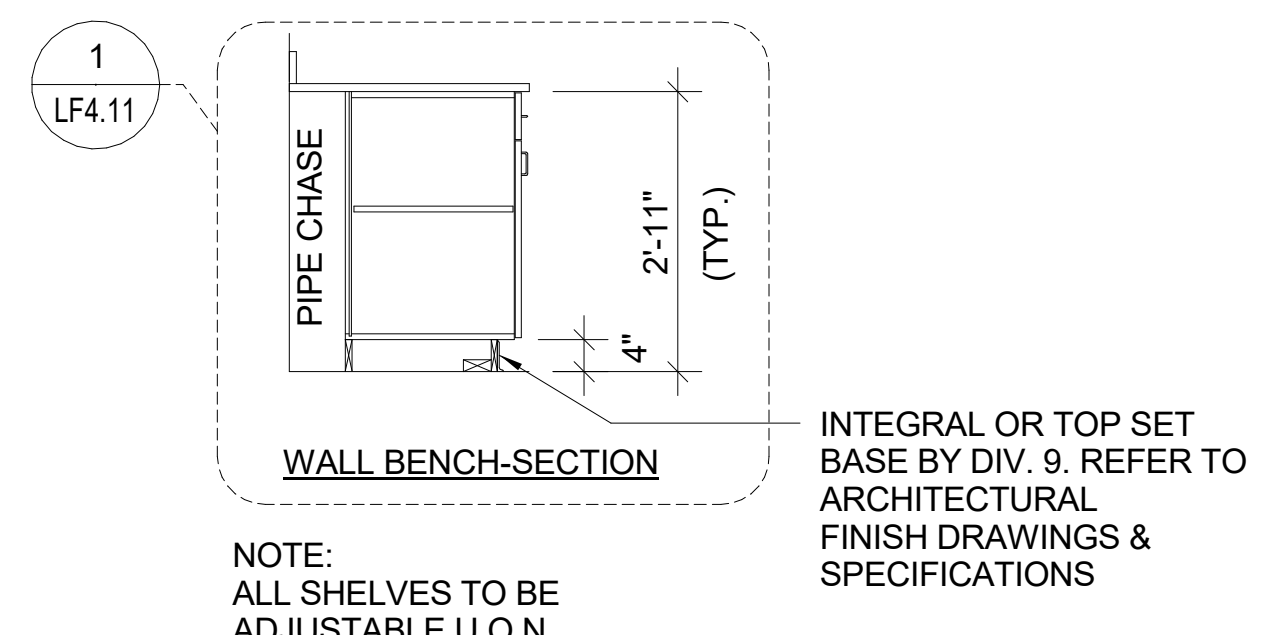 1
LF4.11
PIPE CHASE
2'-11"
(TYP.)
4"
WALL BENCH-SECTION
INTEGRAL OR TOP SET
BASE BY DIV. 9. REFER TO
ARCHITECTURAL
FINISH DRAWINGS &
SPECIFICATIONS
NOTE:
ALL SHELVES TO BE
ADJUSTABLE U.O.N.